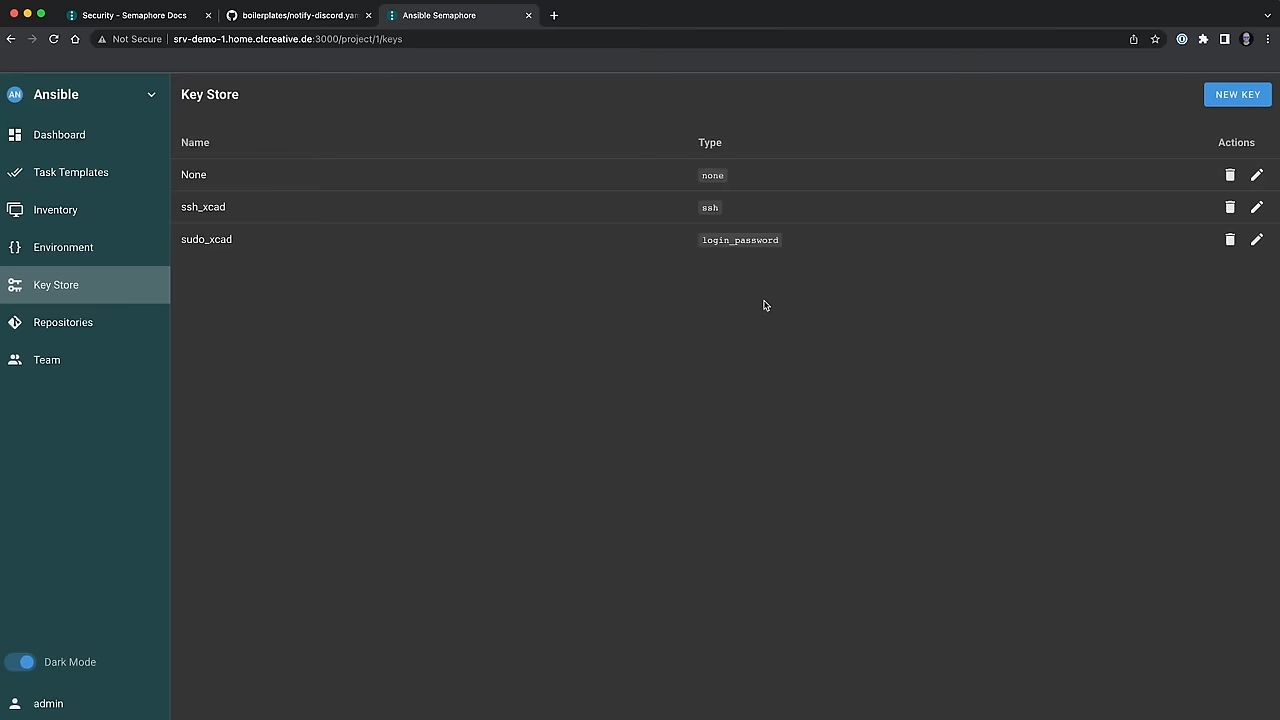 Security - Semaphore Docs
boilerplates/notify-discord.yam
Ansible Semaphore
Not Secure
srv-demo-1.home.clcreative.de:3000/project/1/keys
AN
Ansible
Key Store
NEW KEY
Dashboard
Task Templates
Inventory
Environment
Key Store
Repositories
Team
Name Type Actions
None none
ssh_xcad ssh
sudo_xcad login_password
Dark Mode
admin